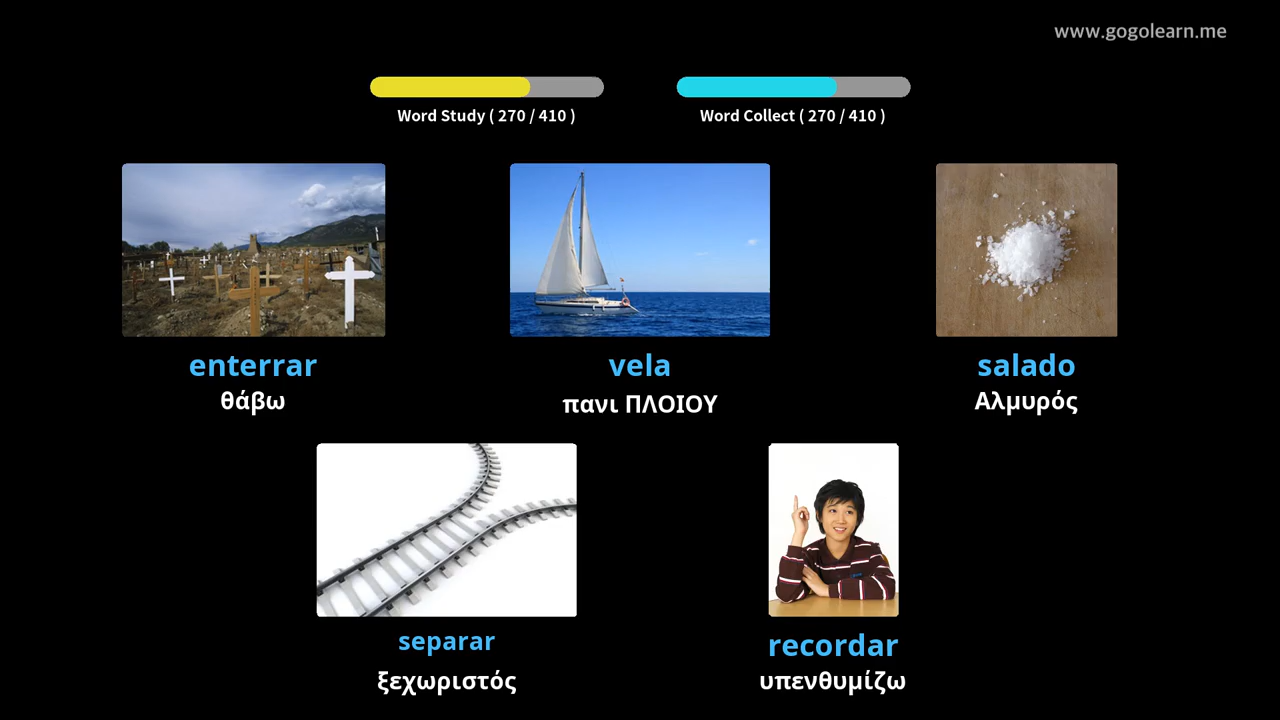 www.gogolearn.me
Word Study ( 270 / 410 )
Word Collect ( 270 / 410 )
enterrar
θάβω
vela
πανι ΠΛΟΙΟΥ
salado
Αλμυρός
separar
ξεχωριστός
recordar
υπενθυμίζω